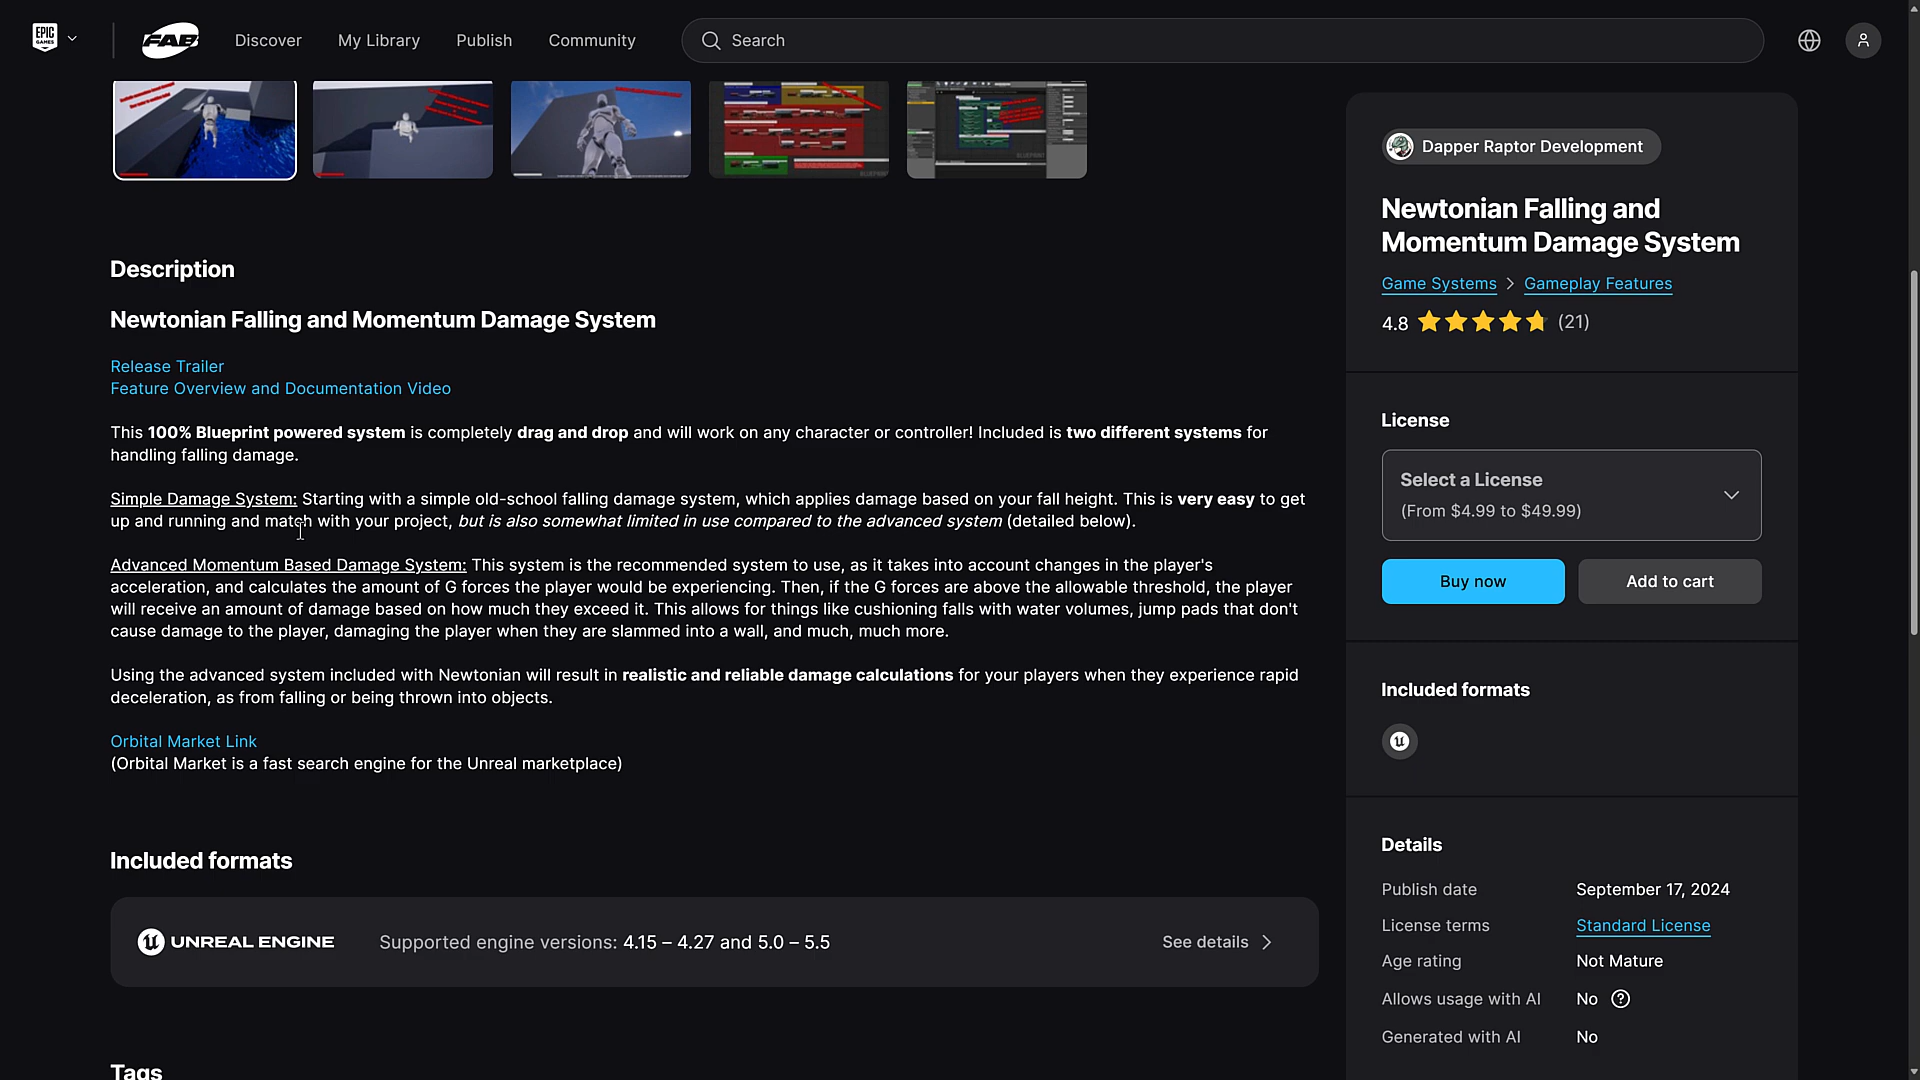 EPIC GAMES
FAB
Discover
My Library
Publish
Community
Search
Description
Newtonian Falling and Momentum Damage System
Release Trailer
Feature Overview and Documentation Video
This 100% Blueprint powered system is completely drag and drop and will work on any character or controller! Included is two different systems for
handling falling damage.
Simple Damage System: Starting with a simple old-school falling damage system, which applies damage based on your fall height. This is very easy to get
up and running and match with your project, but is also somewhat limited in use compared to the advanced system (detailed below).
Advanced Momentum Based Damage System: This system is the recommended system to use, as it takes into account changes in the player's
acceleration, and calculates the amount of G forces the player would be experiencing. Then, if the G forces are above the allowable threshold, the player
will receive an amount of damage based on how much they exceed it. This allows for things like cushioning falls with water volumes, jump pads that don't
cause damage to the player, damaging the player when they are slammed into a wall, and much, much more.
Using the advanced system included with Newtonian will result in realistic and reliable damage calculations for your players when they experience rapid
deceleration, as from falling or being thrown into objects.
Orbital Market Link
(Orbital Market is a fast search engine for the Unreal marketplace)
Included formats
UNREAL ENGINE
Supported engine versions: 4.15 – 4.27 and 5.0 – 5.5
See details
Tags
Dapper Raptor Development
Newtonian Falling and
Momentum Damage System
Game Systems > Gameplay Features
4.8 (21)
License
Select a License
(From $4.99 to $49.99)
Buy now
Add to cart
Included formats
Details
Publish date September 17, 2024
License terms Standard License
Age rating Not Mature
Allows usage with AI No ?
Generated with AI No